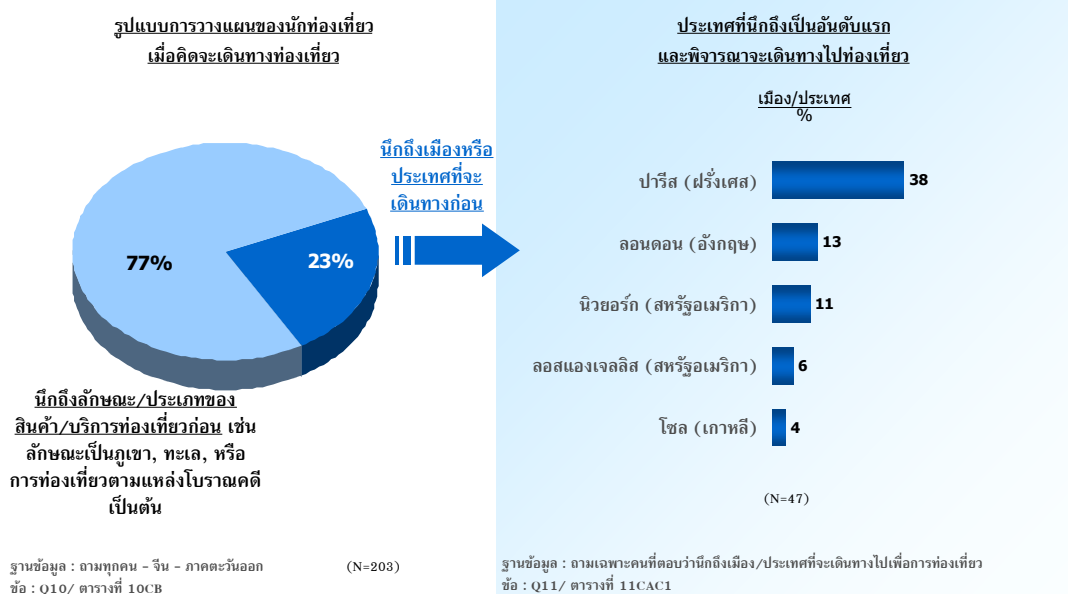 รูปแบบการวางแผนของนักท่องเที่ยว
เมื่อคิดจะเดินทางท่องเที่ยว
77%
23%
นึกถึงเมืองหรือ
ประเทศที่จะ
เดินทางก่อน
นึกถึงลักษณะ/ประเภทของ
สินค้า/บริการท่องเที่ยวก่อน เช่น
ลักษณะเป็นภูเขา, ทะเล, หรือ
การท่องเที่ยวตามแหล่งโบราณคดี
เป็นต้น
ฐานข้อมูล : ถามทุกคน – จีน – ภาคตะวันออก (N=203)
ข้อ : Q10/ ตารางที่ 10CB
ประเทศที่นึกถึงเป็นอันดับแรก
และพิจารณาจะเดินทางไปท่องเที่ยว
เมือง/ประเทศ
%
ปารีส (ฝรั่งเศส) 38
ลอนดอน (อังกฤษ) 13
นิวยอร์ก (สหรัฐอเมริกา) 11
ลอสแองเจลลิส (สหรัฐอเมริกา) 6
โซล (เกาหลี) 4
(N=47)
ฐานข้อมูล : ถามเฉพาะคนที่ตอบว่านึกถึงเมือง/ประเทศที่จะเดินทางไปเพื่อการท่องเที่ยว
ข้อ : Q11/ ตารางที่ 11CAC1